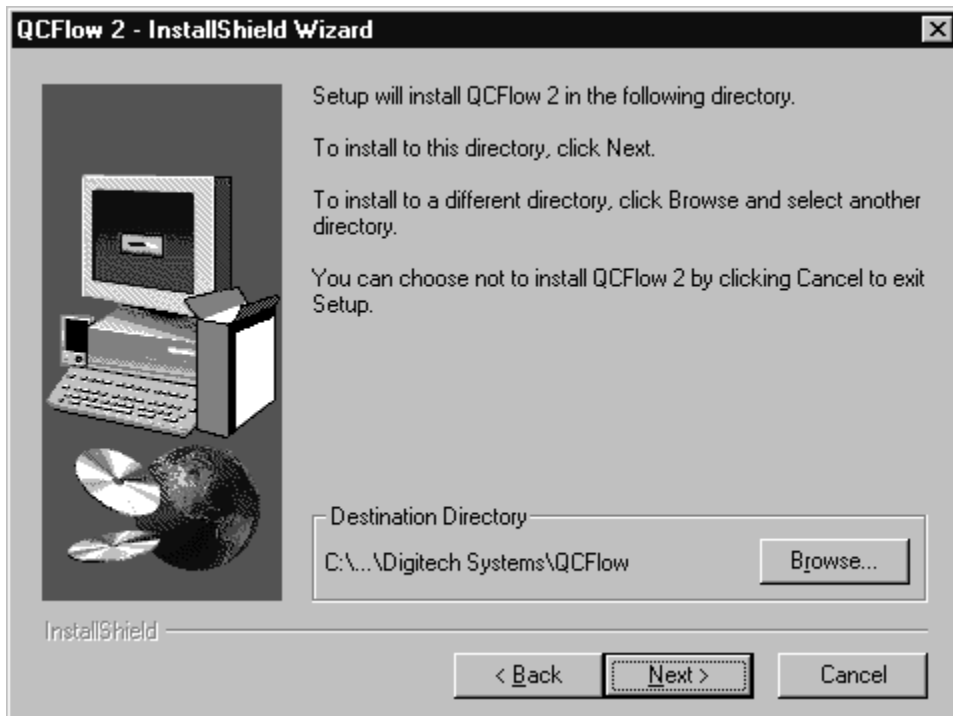 QCFlow 2 - InstallShield Wizard
Setup will install QCFlow 2 in the following directory.
To install to this directory, click Next.
To install to a different directory, click Browse and select another
directory.
You can choose not to install QCFlow 2 by clicking Cancel to exit
Setup.
Destination Directory
C:\...\Digitech Systems\QCFlow
Browse...
InstallShield
< Back
Next >
Cancel